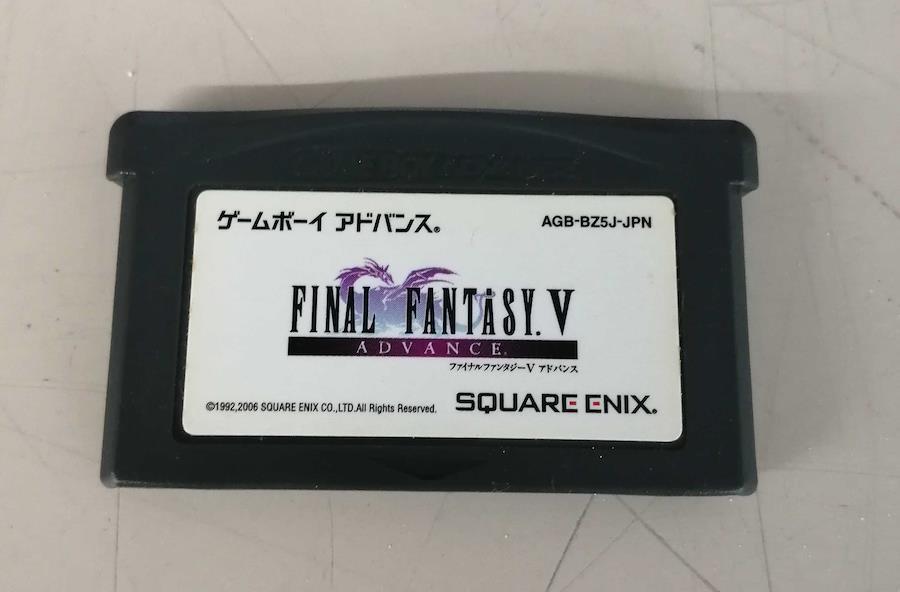 ゲームボーイ アドバンス®
AGB-BZ5J-JPN
FINAL FANTASY. V
ADVANCE.
ファイナルファンタジーV アドバンス
©1992,2006 SQUARE ENIX CO.,LTD.All Rights Reserved.
SQUARE ENIX.